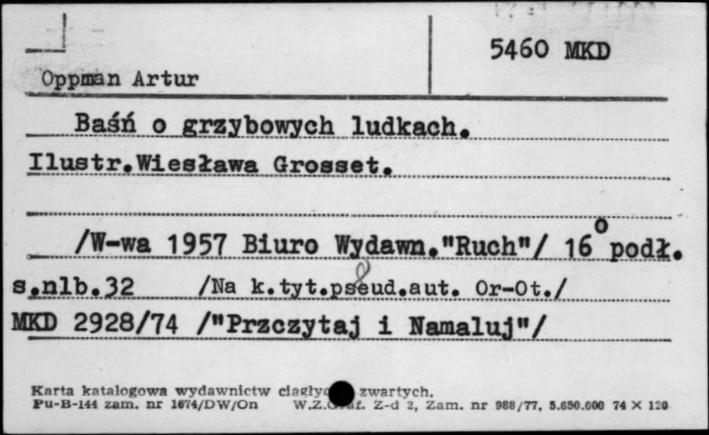 5460 MKD
Oppman Artur
Baśń o grzybowych ludkach.
Ilustr.Wiesława Grosset.
/W-wa 1957 Biuro Wydawn."Ruch"/ 16° podł.
s.nlb.32 /Na k.tyt.pseud.aut. Or-Ot./
MKD 2928/74 /"Przczytaj i Namaluj"/
Karta katalogowa wydawnictw zwartych.
Pu-B-144 zam. nr 1674/DW/On W.Z.Graf. Z-d 2, Zam. nr 988/77, 5.650.000 74 × 120